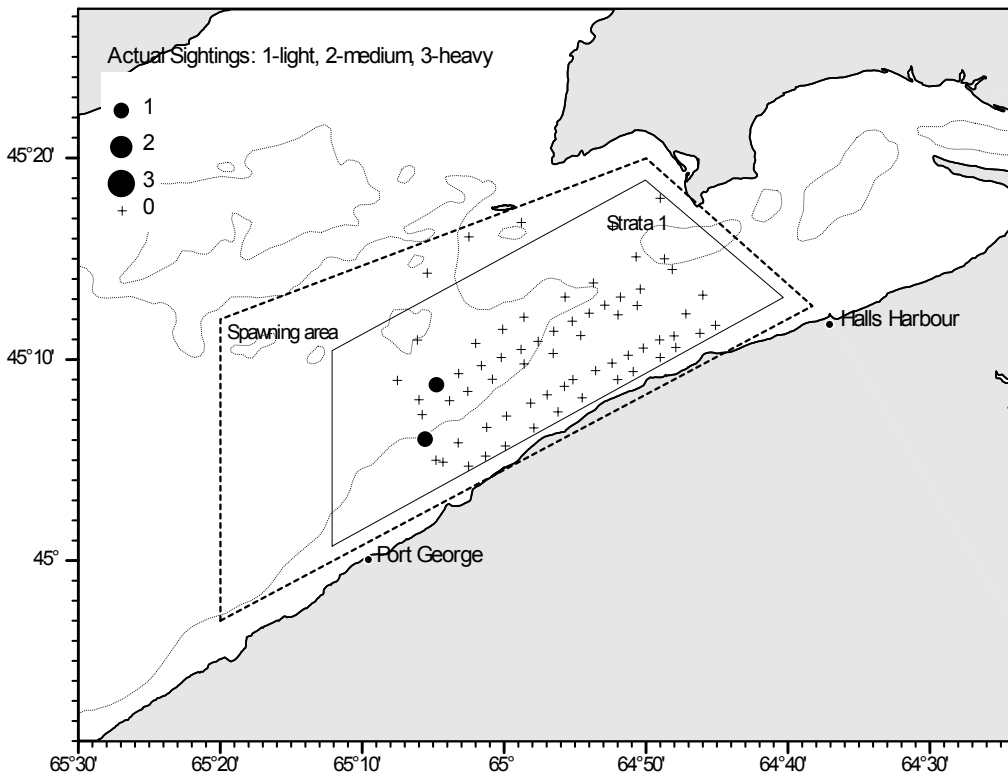 Actual Sightings: 1-light, 2-medium, 3-heavy
1
2
3
0
45°20'
Strata 1
Spawning area
Halls Harbour
45°10'
45°
Port George
65°30' 65°20' 65°10' 65° 64°50' 64°40' 64°30'